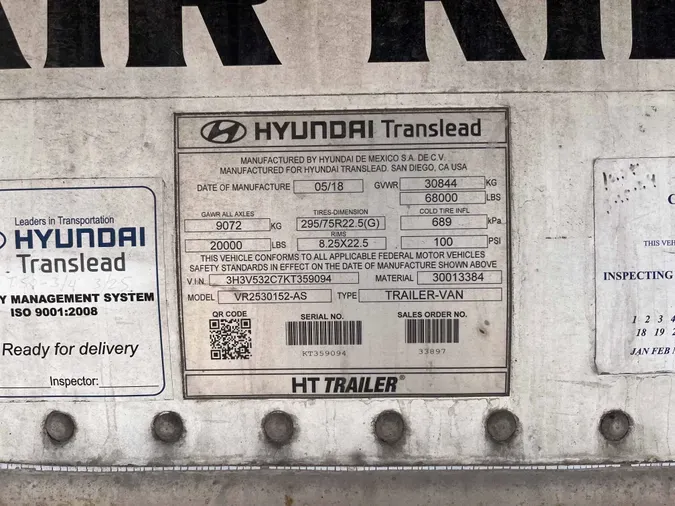 AIR RI
HYUNDAI Translead
MANUFACTURED BY HYUNDAI DE MEXICO S.A. DE C.V.
MANUFACTURED FOR HYUNDAI TRANSLEAD. SAN DIEGO, CA USA
DATE OF MANUFACTURE 05/18 GVWR 30844 KG
68000 LBS
GAWR ALL AXLES TIRES-DIMENSION COLD TIRE INFL
9072 KG 295/75R22.5(G) 689 kPa
RIMS
20000 LBS 8.25X22.5 100 PSI
THIS VEHICLE CONFORMS TO ALL APPLICABLE FEDERAL MOTOR VEHICLES
SAFETY STANDARDS IN EFFECT ON DATE OF MANUFACTURE SHOWN ABOVE
V.I.N. 3H3V532C7KT359094 MATERIAL 30013384
MODEL VR2530152-AS TYPE TRAILER-VAN
QR CODE SERIAL NO. SALES ORDER NO.
KT359094 33897
HT TRAILER®
Leaders in Transportation
HYUNDAI
Translead
Y MANAGEMENT SYSTEM
ISO 9001:2008
Ready for delivery
Inspector:
C
THIS VEH
INSPECTING
1 2 3 4
18 19 2
JAN FEB